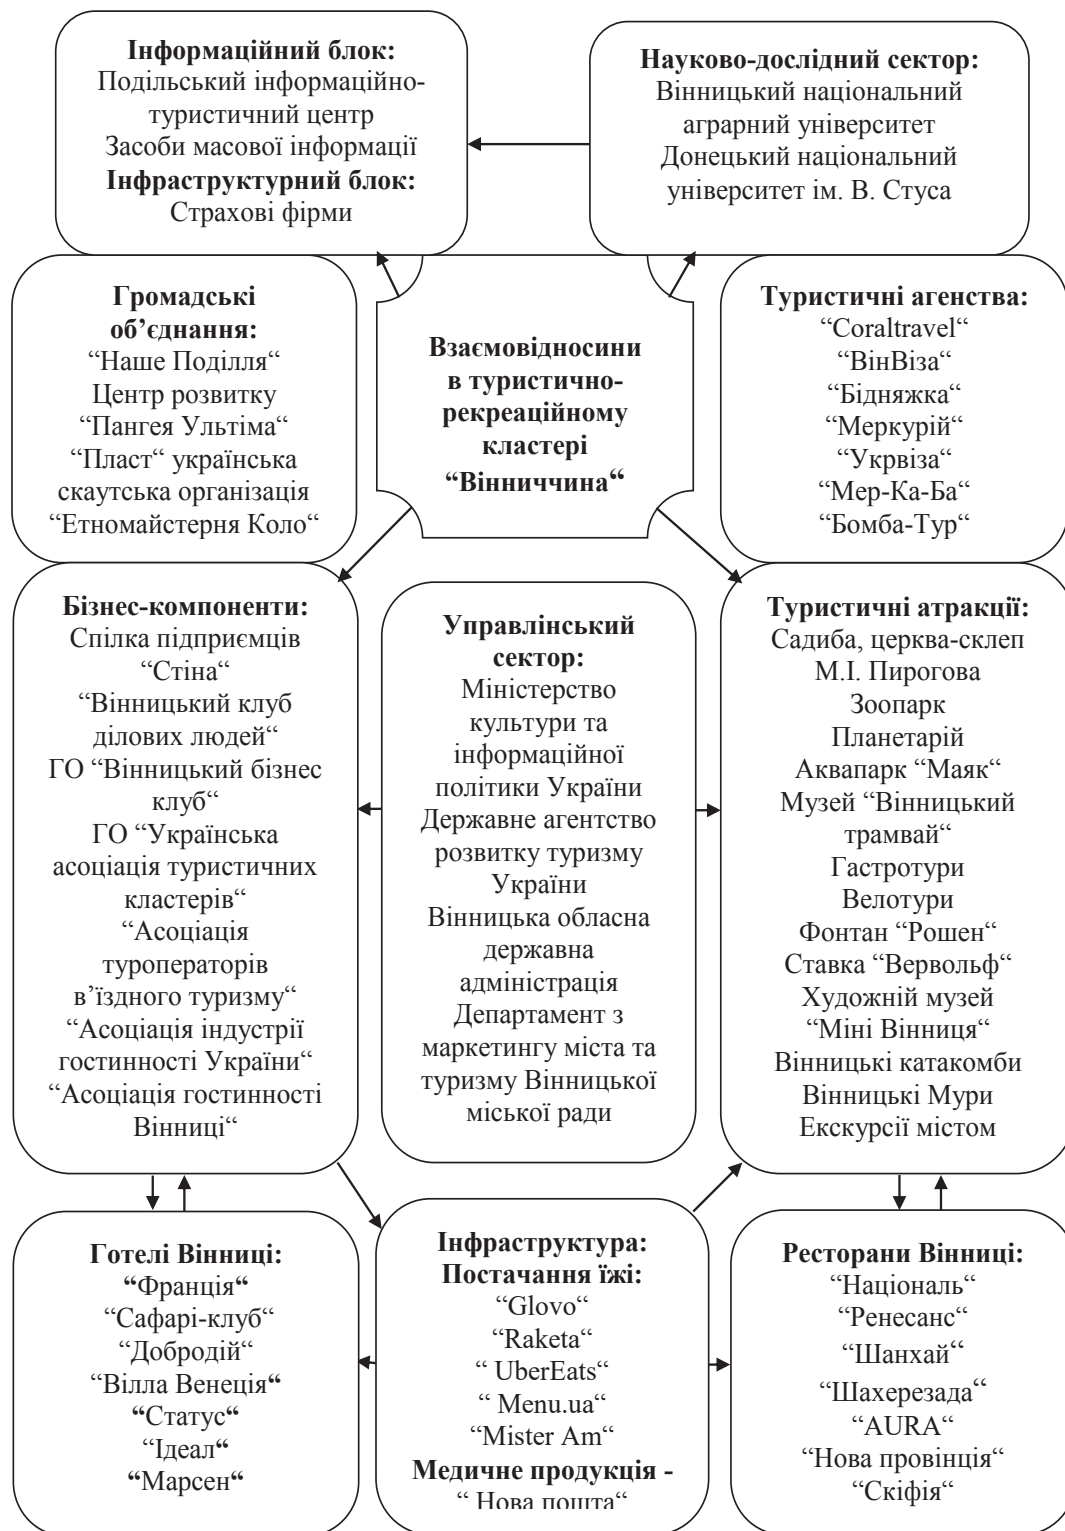 Інформаційний блок:
Подільський інформаційно-
туристичний центр
Засоби масової інформації
Інфраструктурний блок:
Страхові фірми
Науково-дослідний сектор:
Вінницький національний
аграрний університет
Донецький національний
університет ім. В. Стуса
Громадські
об’єднання:
“Наше Поділля“
Центр розвитку
“Пангея Ультіма“
“Пласт“ українська
скаутська організація
“Етномайстерня Коло“
Взаємовідносини
в туристично-
рекреаційному
кластері
“Вінниччина“
Туристичні агенства:
“Coraltravel“
“ВінВіза“
“Бідняжка“
“Меркурій“
“Укрвіза“
“Мер-Ка-Ба“
“Бомба-Тур“
Бізнес-компоненти:
Спілка підприємців
“Стіна“
“Вінницький клуб
ділових людей“
ГО “Вінницький бізнес
клуб“
ГО “Українська
асоціація туристичних
кластерів“
“Асоціація
туроператорів
в’їздного туризму“
“Асоціація індустрії
гостинності України“
“Асоціація гостинності
Вінниці“
Управлінський
сектор:
Міністерство
культури та
інформаційної
політики України
Державне агентство
розвитку туризму
України
Вінницька обласна
державна
адміністрація
Департамент з
маркетингу міста та
туризму Вінницької
міської ради
Туристичні атракції:
Садиба, церква-склеп
М.І. Пирогова
Зоопарк
Планетарій
Аквапарк “Маяк“
Музей “Вінницький
трамвай“
Гастротури
Велотури
Фонтан “Рошен“
Ставка “Вервольф“
Художній музей
“Міні Вінниця“
Вінницькі катакомби
Вінницькі Мури
Екскурсії містом
Готелі Вінниці:
“Франція“
“Сафарі-клуб“
“Добродій“
“Вілла Венеція“
“Статус“
“Ідеал“
“Марсен“
Інфраструктура:
Постачання їжі:
“Glovo“
“Raketa“
“ UberEats“
“ Menu.ua“
“Mister Am“
Медичне продукція -
“ Нова пошта“
Ресторани Вінниці:
“Національ“
“Ренесанс“
“Шанхай“
“Шахерезада“
“AURA“
“Нова провінція“
“Скіфія“